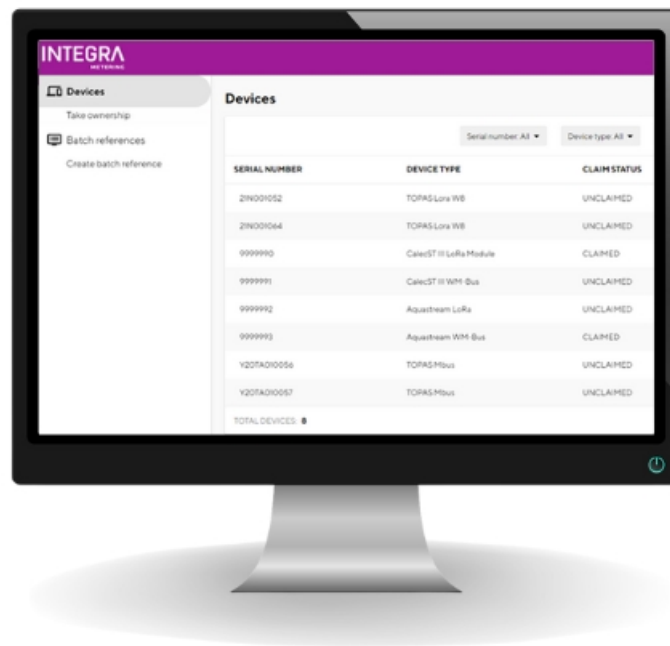 INTEGRA
METERING
Devices
Take ownership
Batch references
Create batch reference
Devices
Serial number: All
Device type: All
SERIAL NUMBER DEVICE TYPE CLAIM STATUS
21N001052 TOPAS Lora W8 UNCLAIMED
21N001064 TOPAS Lora W8 UNCLAIMED
9999990 CalecST III LoRa Module CLAIMED
9999991 CalecST III WM-Bus UNCLAIMED
9999992 Aquastream LoRa UNCLAIMED
9999993 Aquastream WM-Bus CLAIMED
Y20TA010056 TOPAS Mbus UNCLAIMED
Y20TA010057 TOPAS Mbus UNCLAIMED
TOTAL DEVICES: 8